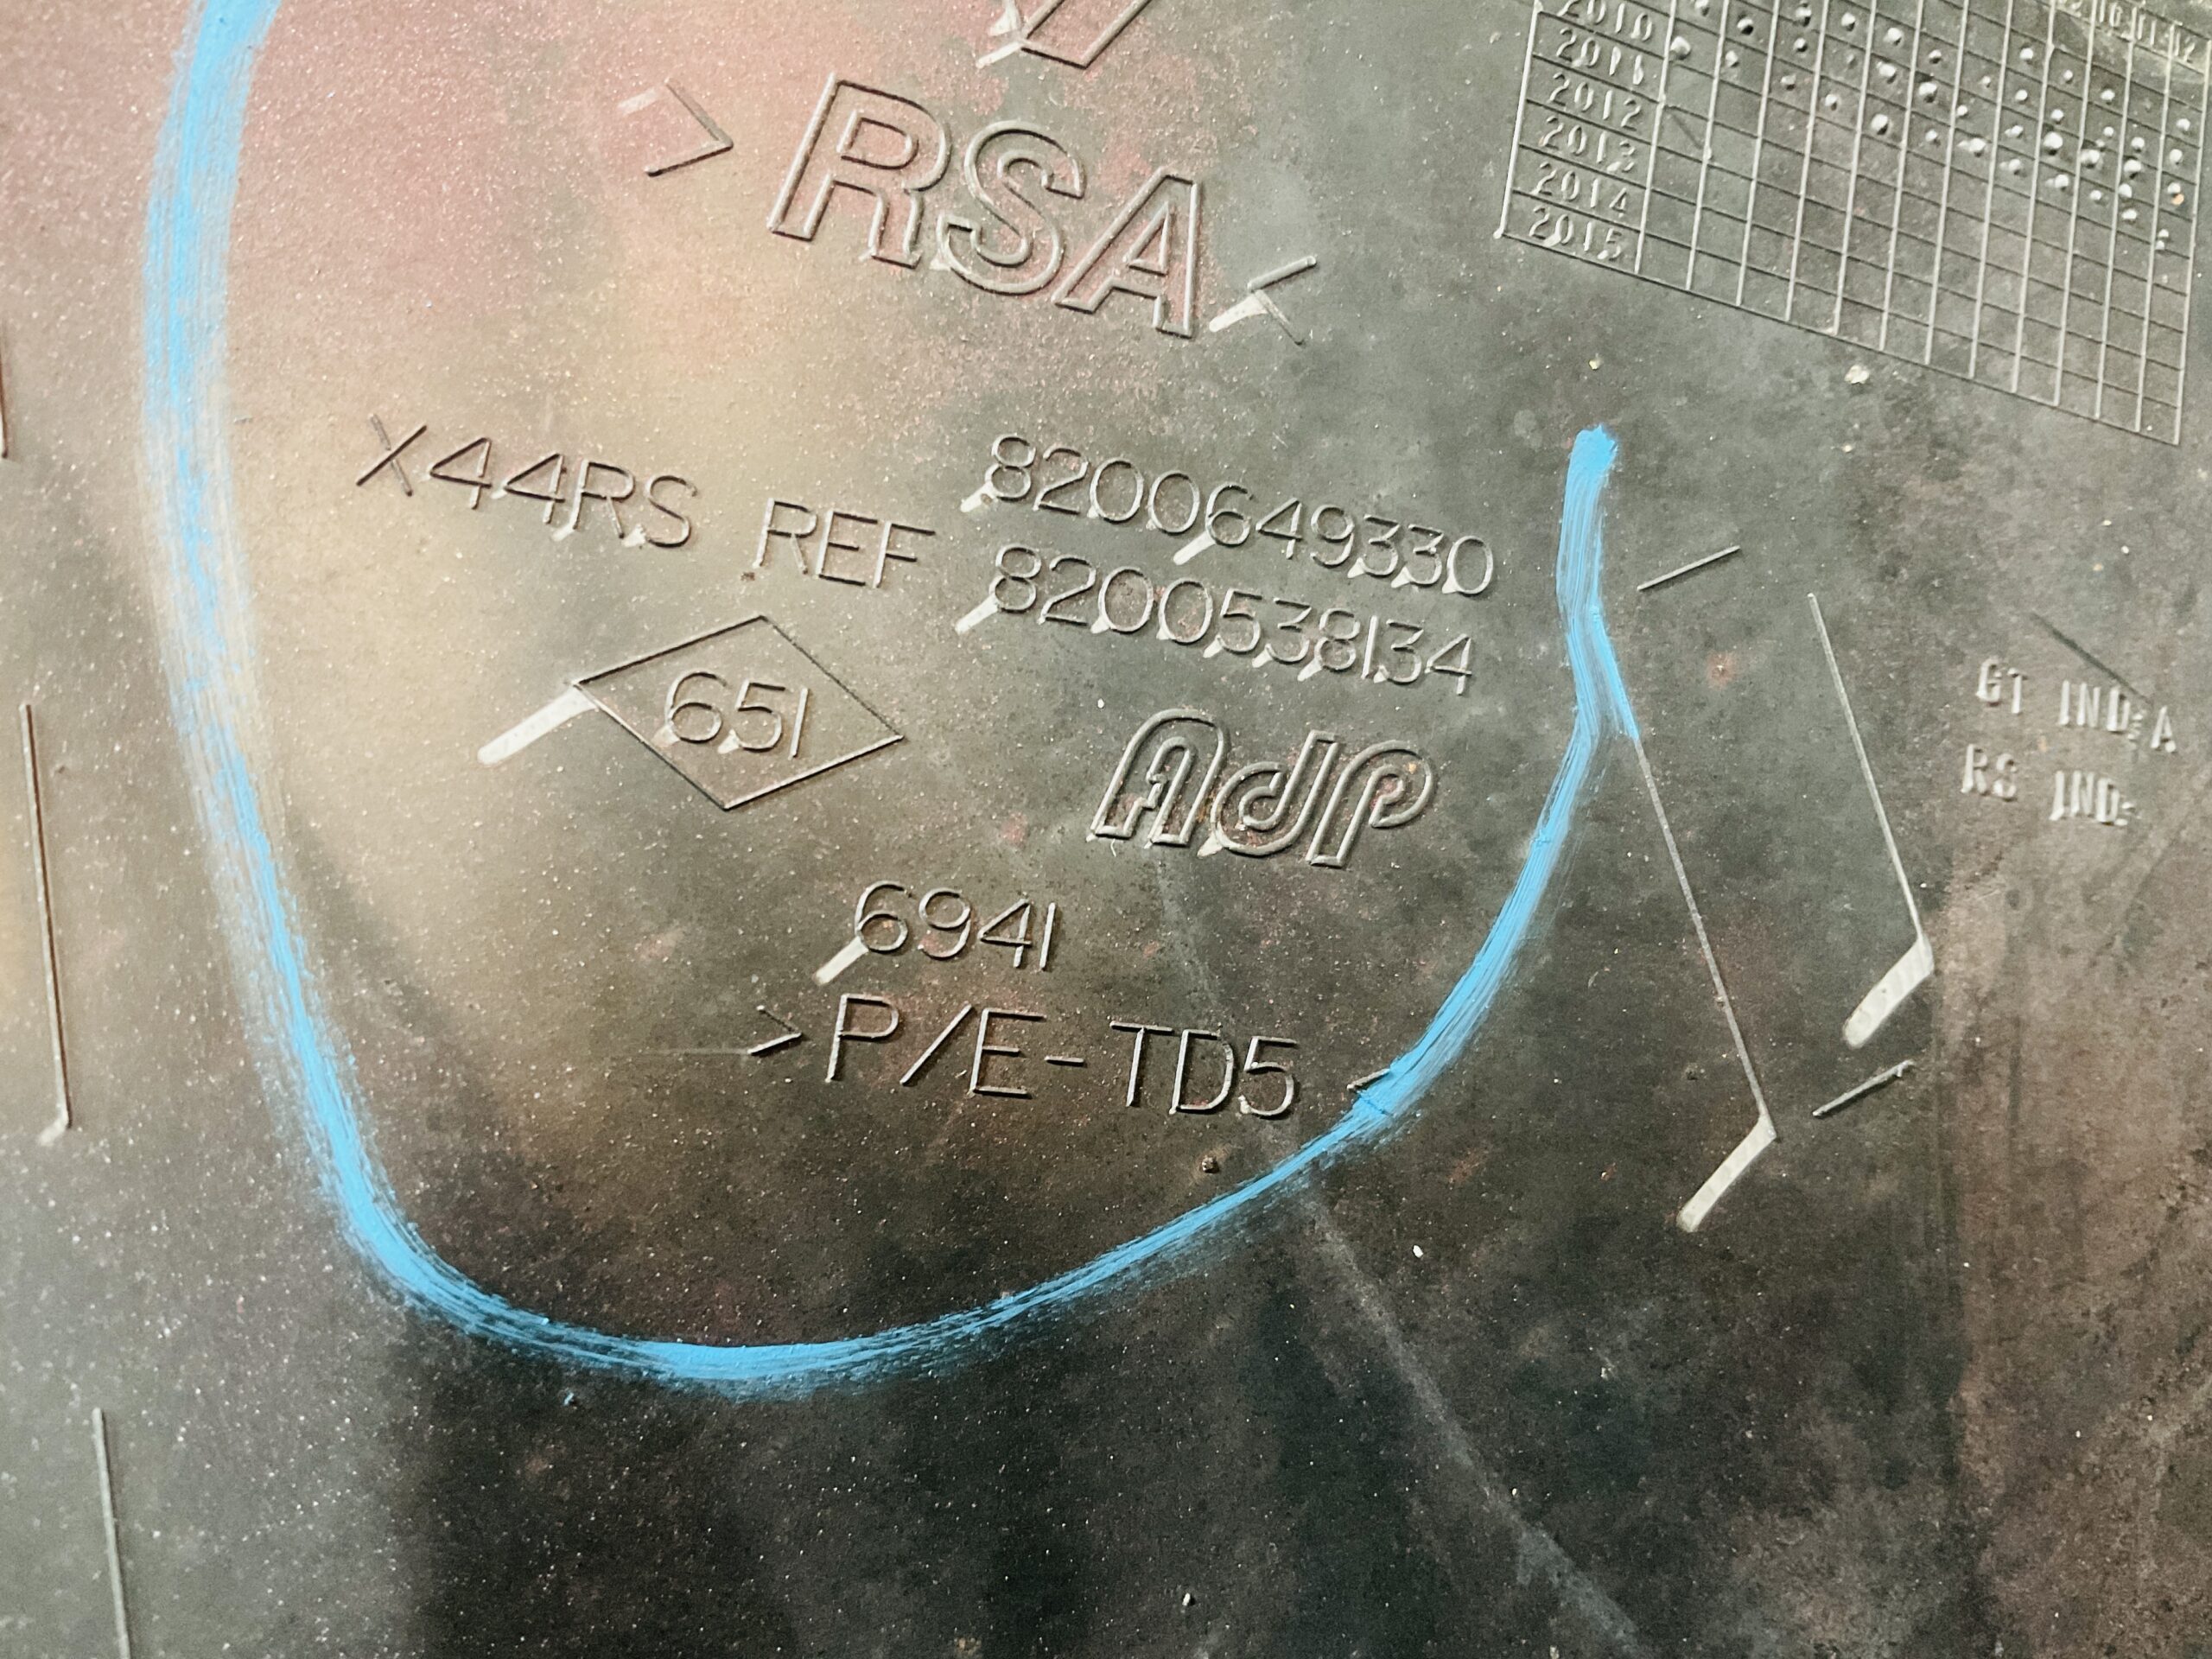 >RSA<
2010
2011
2012
2013
2014
2015
X44RS REF 8200649330
8200538134
651
AdP
6941
>P/E-TD5<
GT IND:A
RS IND: